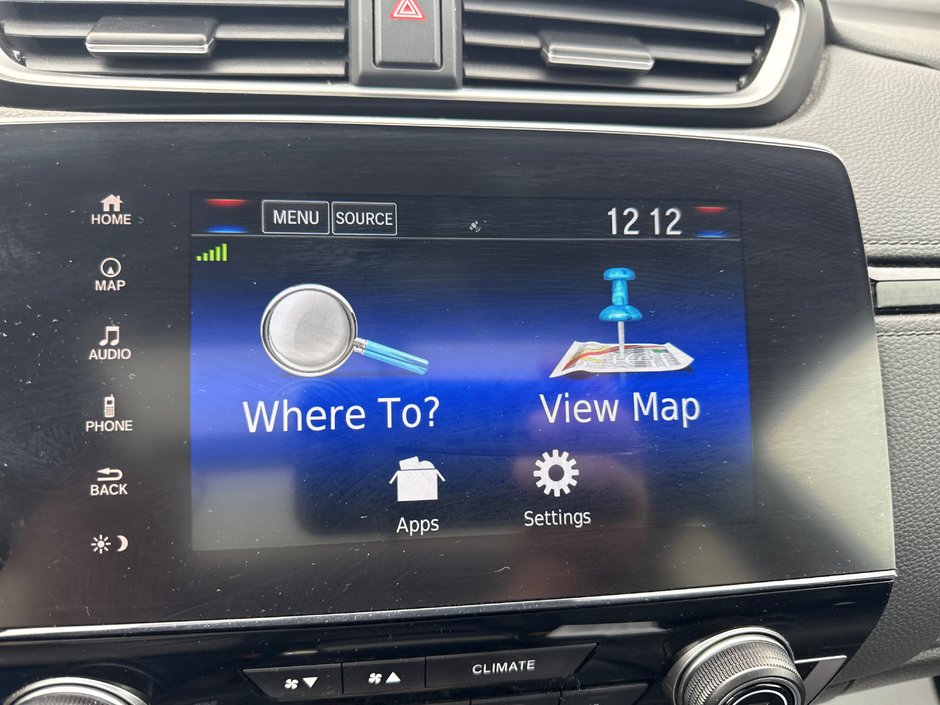 MENU SOURCE 12 12
HOME
MAP
AUDIO
PHONE
BACK
Where To? View Map
Apps Settings
CLIMATE